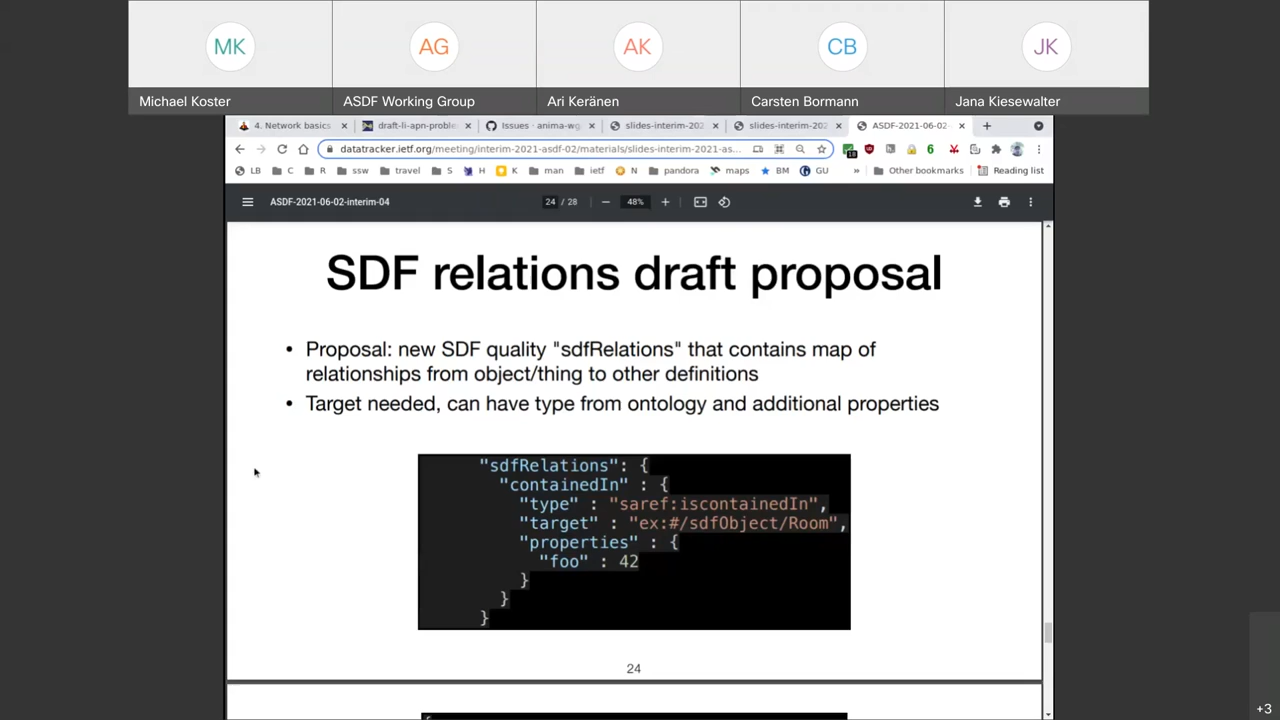 MK
AG
AK
CB
JK
Michael Koster
ASDF Working Group
Ari Keränen
Carsten Bormann
Jana Kiesewalter
4. Network basics
draft-li-apn-proble
Issues · anima-wg
slides-interim-202
slides-interim-202
ASDF-2021-06-02-
datatracker.ietf.org/meeting/interim-2021-asdf-02/materials/slides-interim-2021-as...
LB C R ssw travel S H K man ietf N pandora maps BM GU » Other bookmarks Reading list
ASDF-2021-06-02-interim-04
24 / 28
48%
SDF relations draft proposal
• Proposal: new SDF quality "sdfRelations" that contains map of
relationships from object/thing to other definitions
• Target needed, can have type from ontology and additional properties
"sdfRelations": {
"containedIn" : {
"type" : "saref:iscontainedIn",
"target" : "ex:#/sdfObject/Room",
"properties" : {
"foo" : 42
}
}
}
24
+3